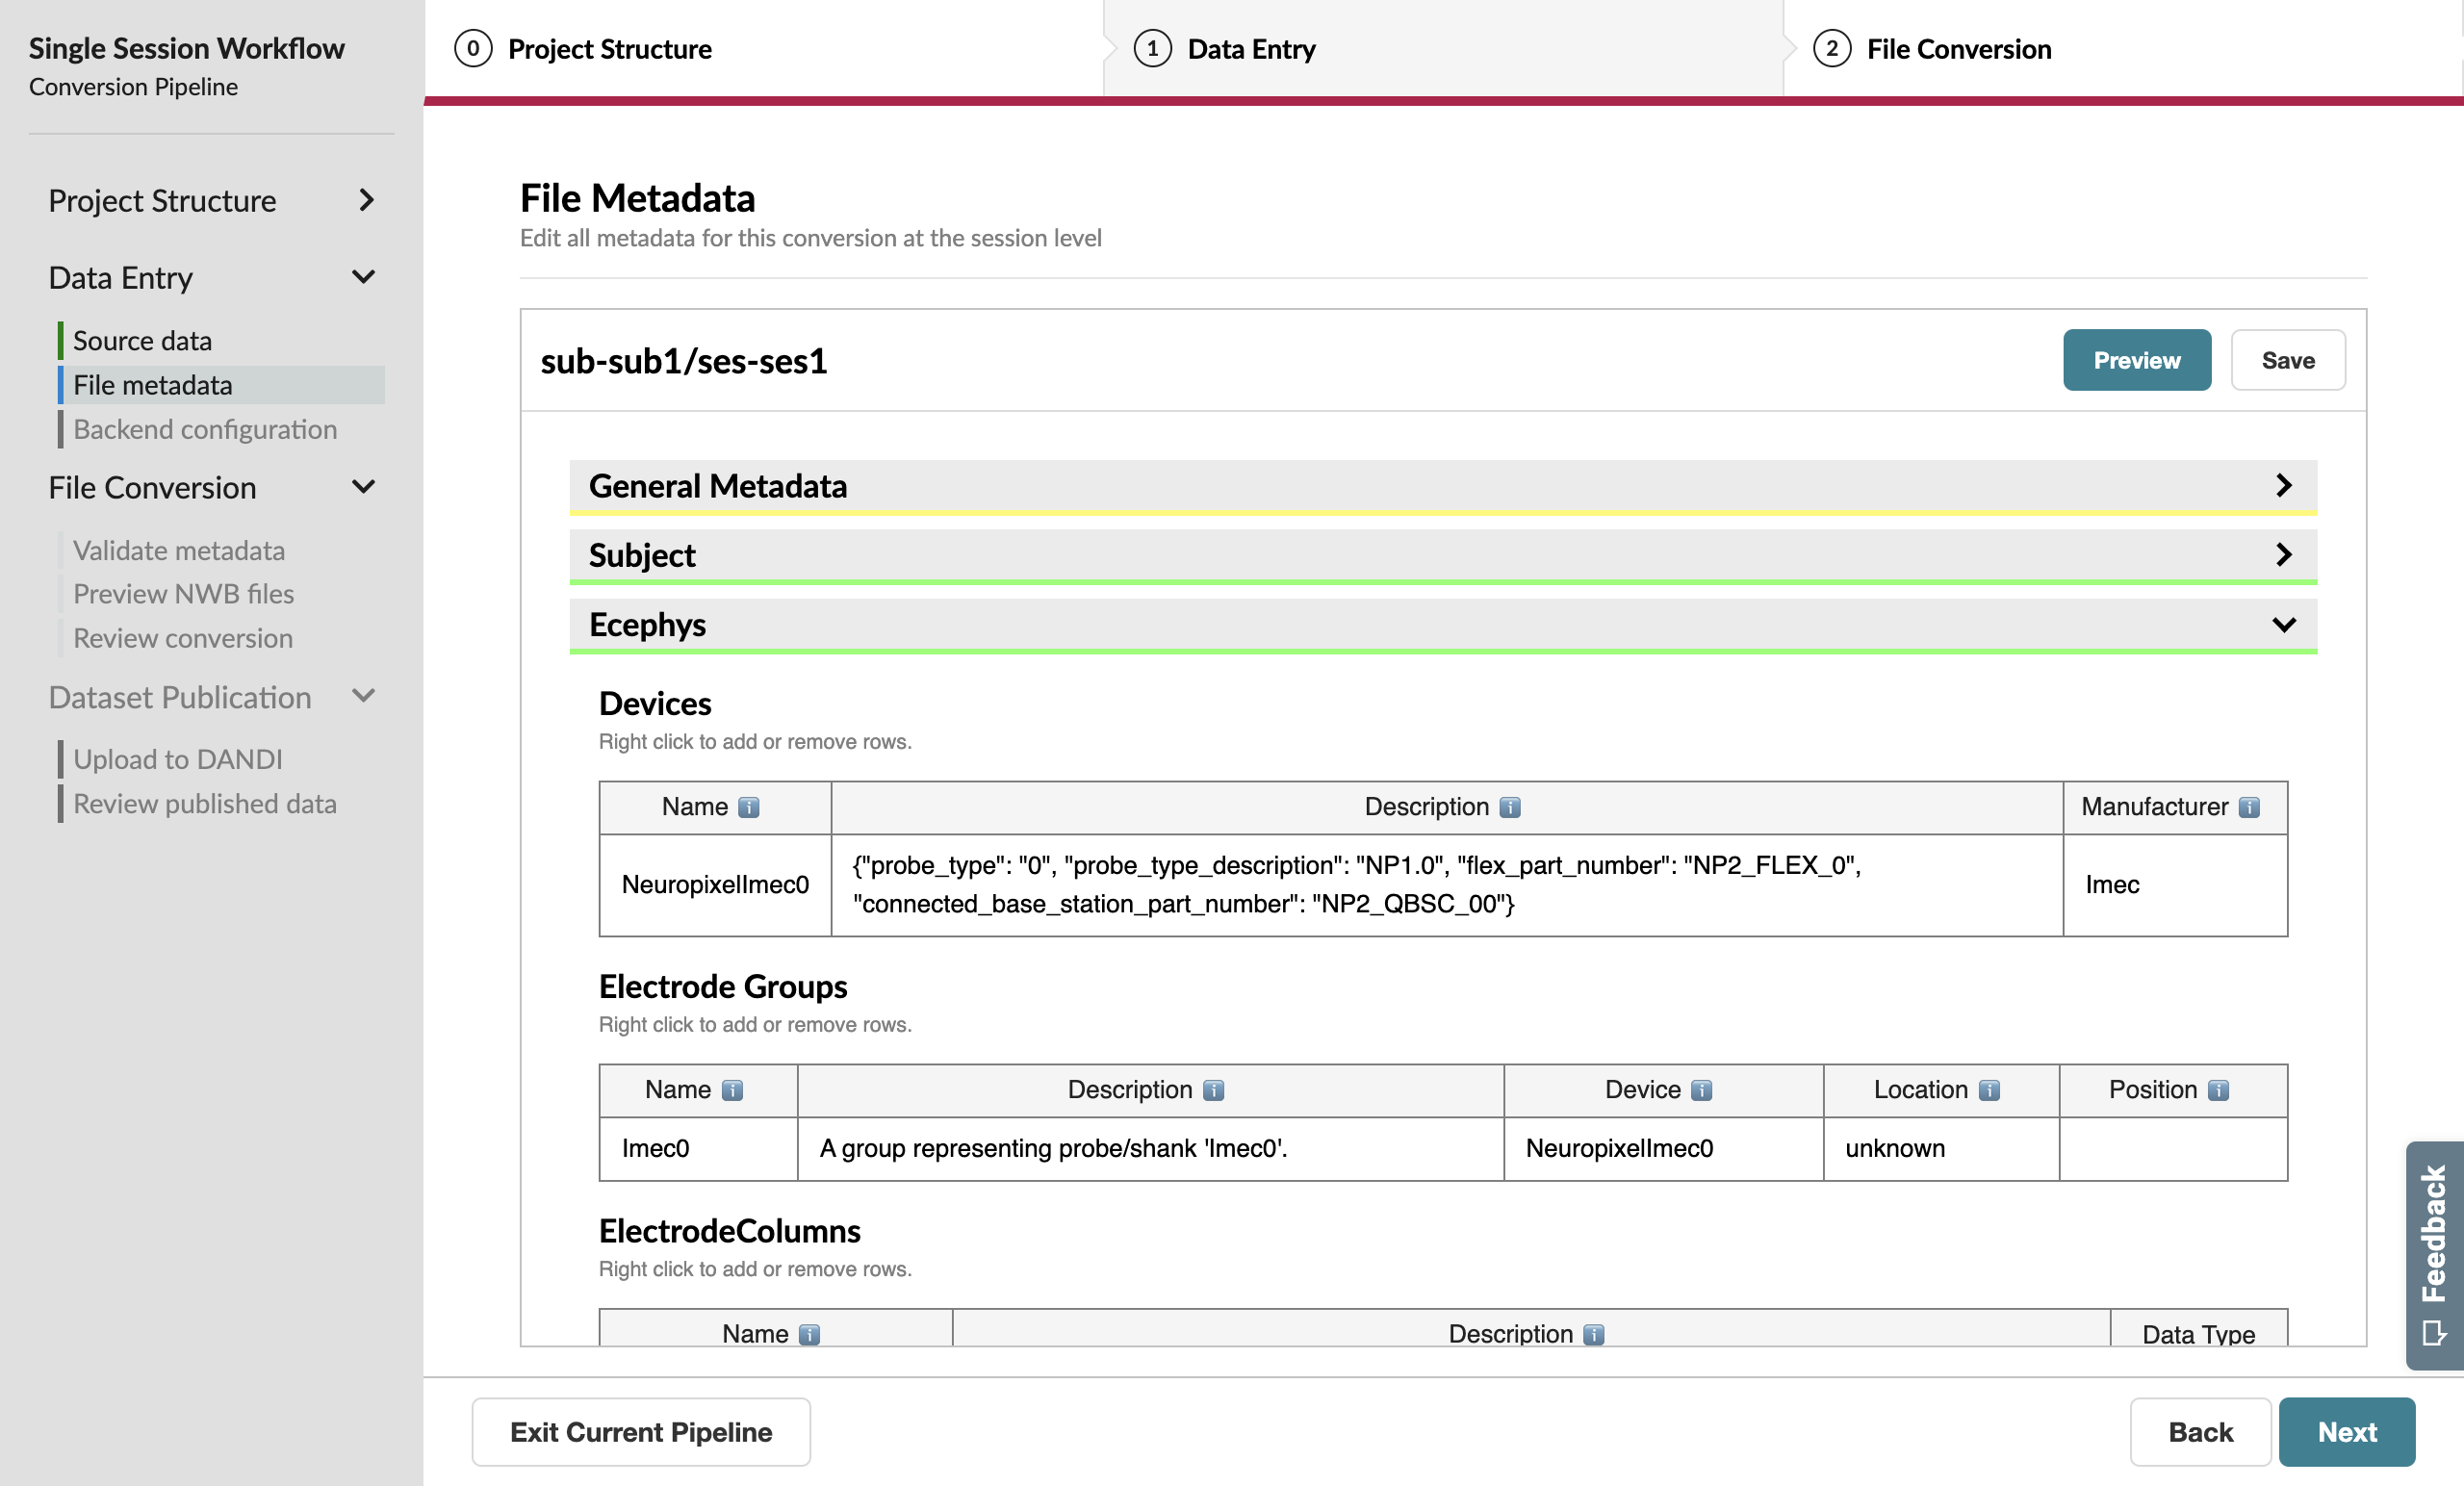 Single Session Workflow
Conversion Pipeline
Project Structure
Data Entry
Source data
File metadata
Backend configuration
File Conversion
Validate metadata
Preview NWB files
Review conversion
Dataset Publication
Upload to DANDI
Review published data
0 Project Structure
1 Data Entry
2 File Conversion
File Metadata
Edit all metadata for this conversion at the session level
sub-sub1/ses-ses1
Preview
Save
General Metadata
Subject
Ecephys
Devices
Right click to add or remove rows.
Name Description Manufacturer
NeuropixelImec0
{"probe_type": "0", "probe_type_description": "NP1.0", "flex_part_number": "NP2_FLEX_0",
"connected_base_station_part_number": "NP2_QBSC_00"}
Imec
Electrode Groups
Right click to add or remove rows.
Name Description Device Location Position
Imec0 A group representing probe/shank 'Imec0'. NeuropixelImec0 unknown
ElectrodeColumns
Right click to add or remove rows.
Name Description Data Type
Feedback
Exit Current Pipeline
Back
Next